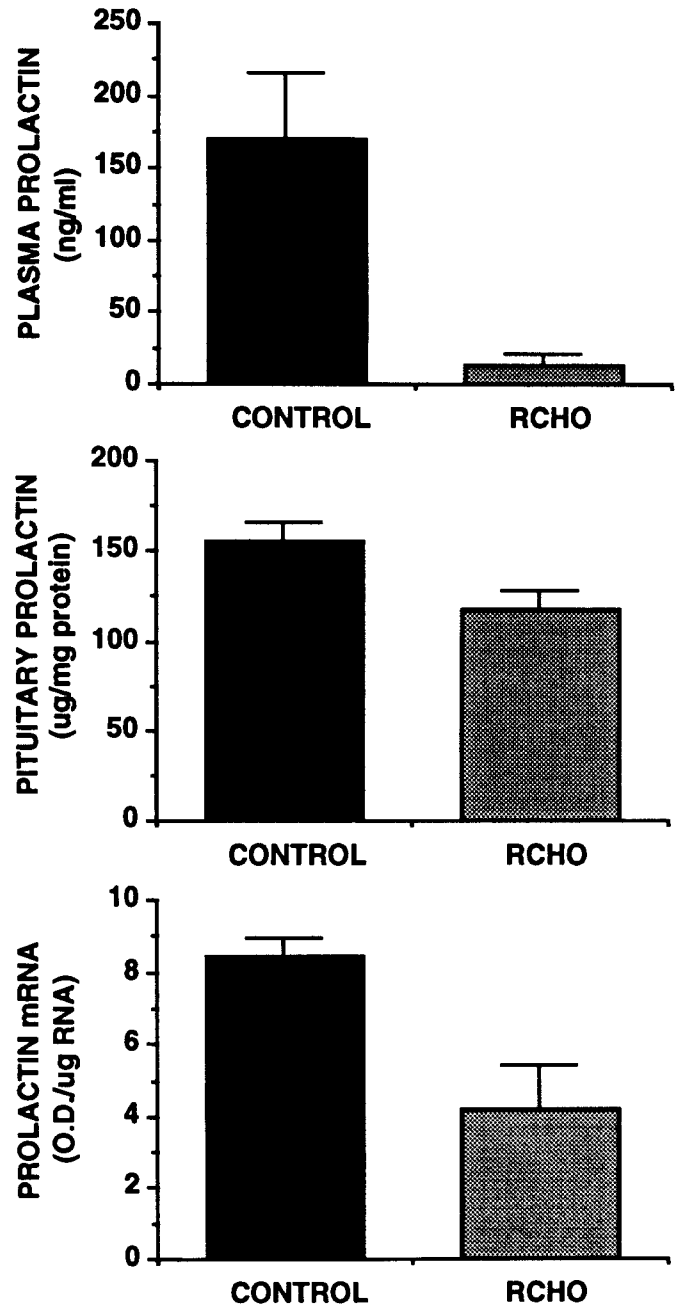 PLASMA PROLACTIN
(ng/ml)
250
200
150
100
50
0
CONTROL RCHO
PITUITARY PROLACTIN
(ug/mg protein)
200
150
100
50
0
CONTROL RCHO
PROLACTIN mRNA
(O.D./ug RNA)
10
8
6
4
2
0
CONTROL RCHO